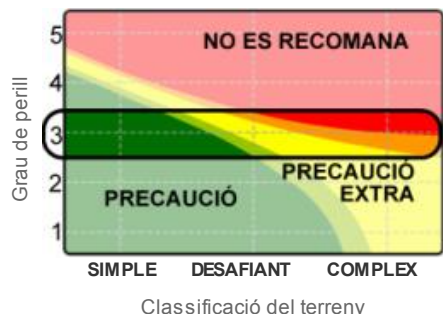 5
NO ES RECOMANA
4
Grau de perill
3
PRECAUCIÓ
EXTRA
2
PRECAUCIÓ
1
SIMPLE DESAFIANT COMPLEX
Classificació del terreny